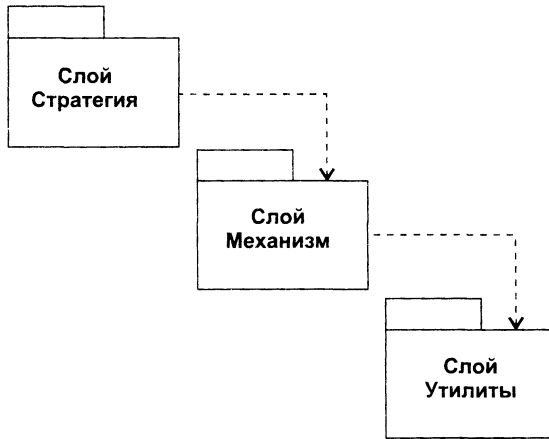 Слой
Стратегия
Слой
Механизм
Слой
Утилиты